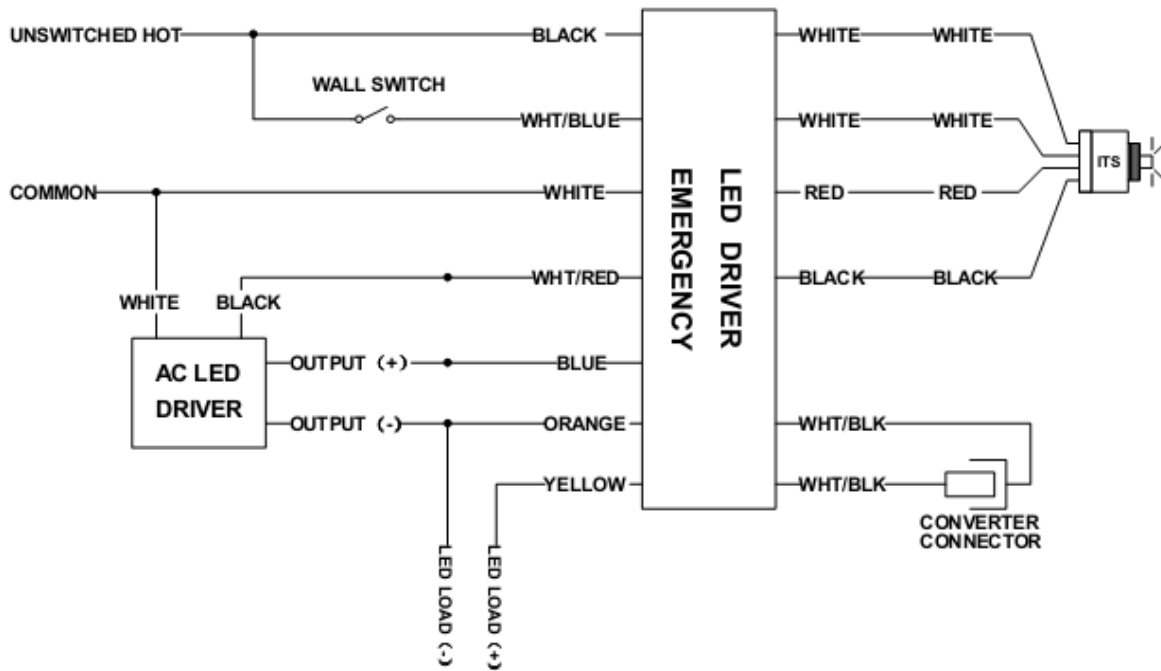 UNSWITCHED HOT
BLACK
WHITE
WHITE
WALL SWITCH
WHT/BLUE
WHITE
WHITE
ITS
COMMON
WHITE
RED
RED
WHT/RED
BLACK
BLACK
WHITE
BLACK
LED DRIVER
EMERGENCY
AC LED
DRIVER
OUTPUT (+)
BLUE
OUTPUT (-)
ORANGE
WHT/BLK
YELLOW
WHT/BLK
CONVERTER
CONNECTOR
LED LOAD (-)
LED LOAD (+)